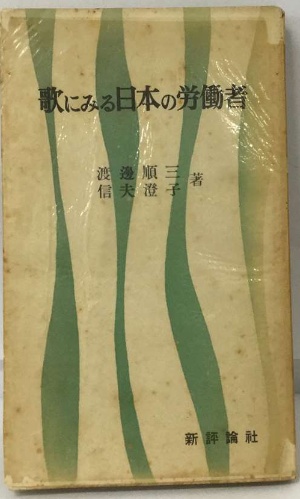 歌にみる日本の労働者
渡邊順三
信夫澄子 著
新評論社